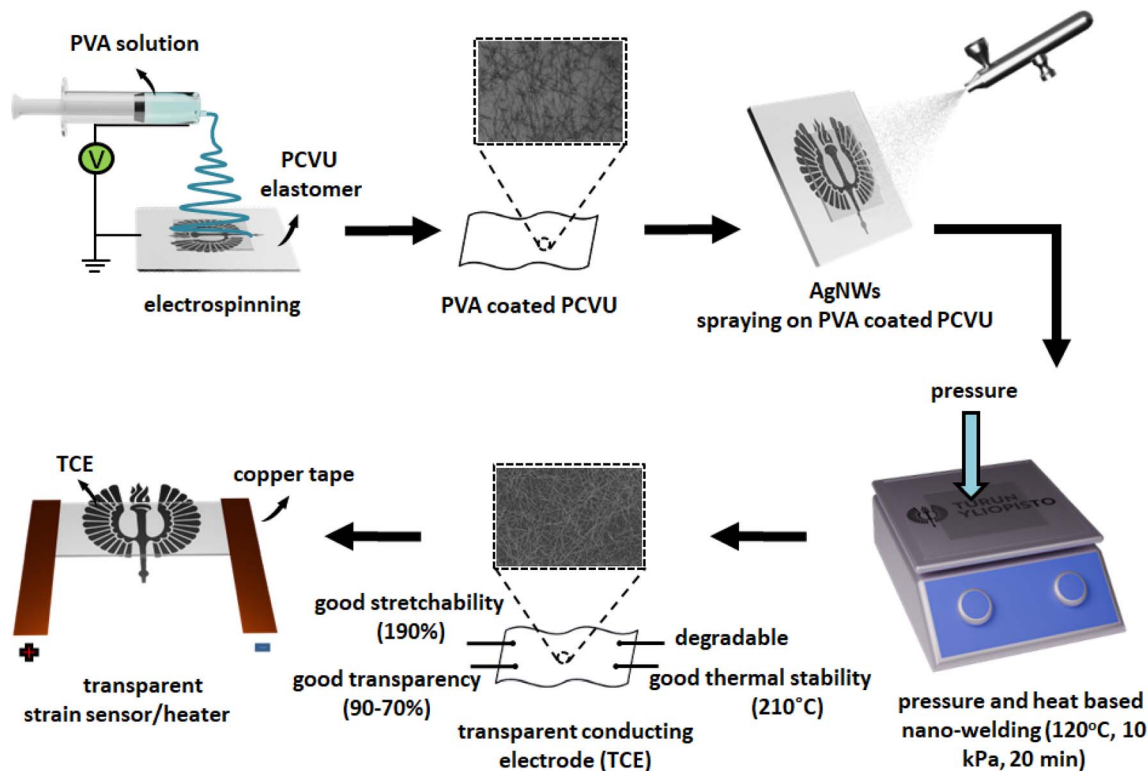 PVA solution
V
PCVU
elastomer
electrospinning
PVA coated PCVU
AgNWs
spraying on PVA coated PCVU
pressure
TURUN
YLIOPISTO
pressure and heat based
nano-welding (120°C, 10
kPa, 20 min)
good stretchability
(190%)
good transparency
(90-70%)
degradable
good thermal stability
(210°C)
transparent conducting
electrode (TCE)
TCE
copper tape
+
-
transparent
strain sensor/heater